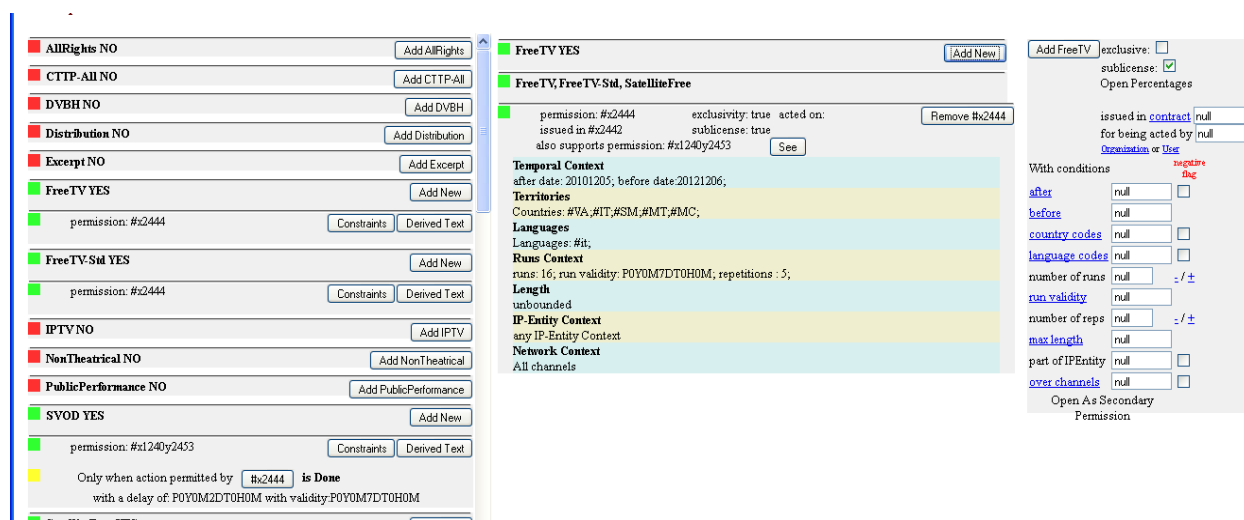 AllRights NO
Add AllRights
CTTP-All NO
Add CTTP-All
DVBH NO
Add DVBH
Distribution NO
Add Distribution
Excerpt NO
Add Excerpt
FreeTV YES
Add New
permission: #x2444
Constraints
Derived Text
FreeTV-Std YES
Add New
permission: #x2444
Constraints
Derived Text
IPTV NO
Add IPTV
NonTheatrical NO
Add NonTheatrical
PublicPerformance NO
Add PublicPerformance
SVOD YES
Add New
permission: #x1240y2453
Constraints
Derived Text
Only when action permitted by #x2444 is Done
with a delay of: P0Y0M2DT0H0M with validity:P0Y0M7DT0H0M
FreeTV YES
Add New
FreeTV, FreeTV-Std, SatelliteFree
permission: #x2444 exclusivity: true acted on:
Remove #x2444
issued in #x2442 sublicense: true
also supports permission: #x1240y2453 See
Temporal Context
after date: 20101205; before date:20121206;
Territories
Countries: #VA;#IT;#SM;#MT;#MC;
Languages
Languages: #it;
Runs Context
runs: 16; run validity: P0Y0M7DT0H0M; repetitions : 5;
Length
unbounded
IP-Entity Context
any IP-Entity Context
Network Context
All channels
Add FreeTV exclusive:
sublicense:
Open Percentages
issued in contract null
for being acted by null
Organization or User
With conditions negative
flag
after null
before null
country codes null
language codes null
number of runs null - / +
run validity null
number of reps null - / +
max length null
part of IPEntity null
over channels null
Open As Secondary
Permission